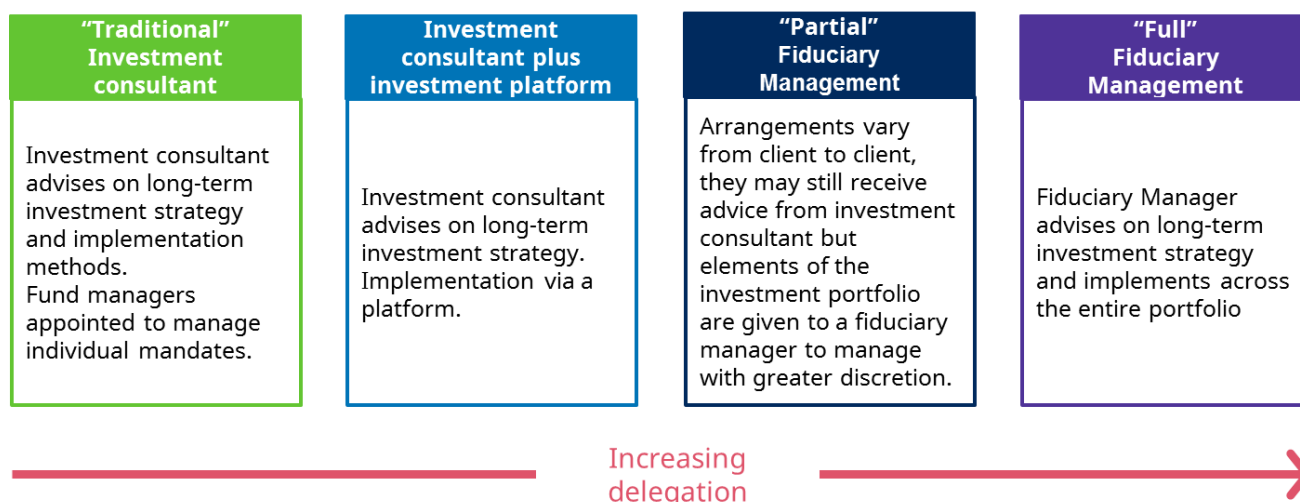 “Traditional”
Investment
consultant
Investment consultant
advises on long-term
investment strategy
and implementation
methods.
Fund managers
appointed to manage
individual mandates.
Investment
consultant plus
investment platform
Investment consultant
advises on long-term
investment strategy.
Implementation via a
platform.
“Partial”
Fiduciary
Management
Arrangements vary
from client to client,
they may still receive
advice from investment
consultant but
elements of the
investment portfolio
are given to a fiduciary
manager to manage
with greater discretion.
“Full”
Fiduciary
Management
Fiduciary Manager
advises on long-term
investment strategy
and implements across
the entire portfolio
Increasing
delegation